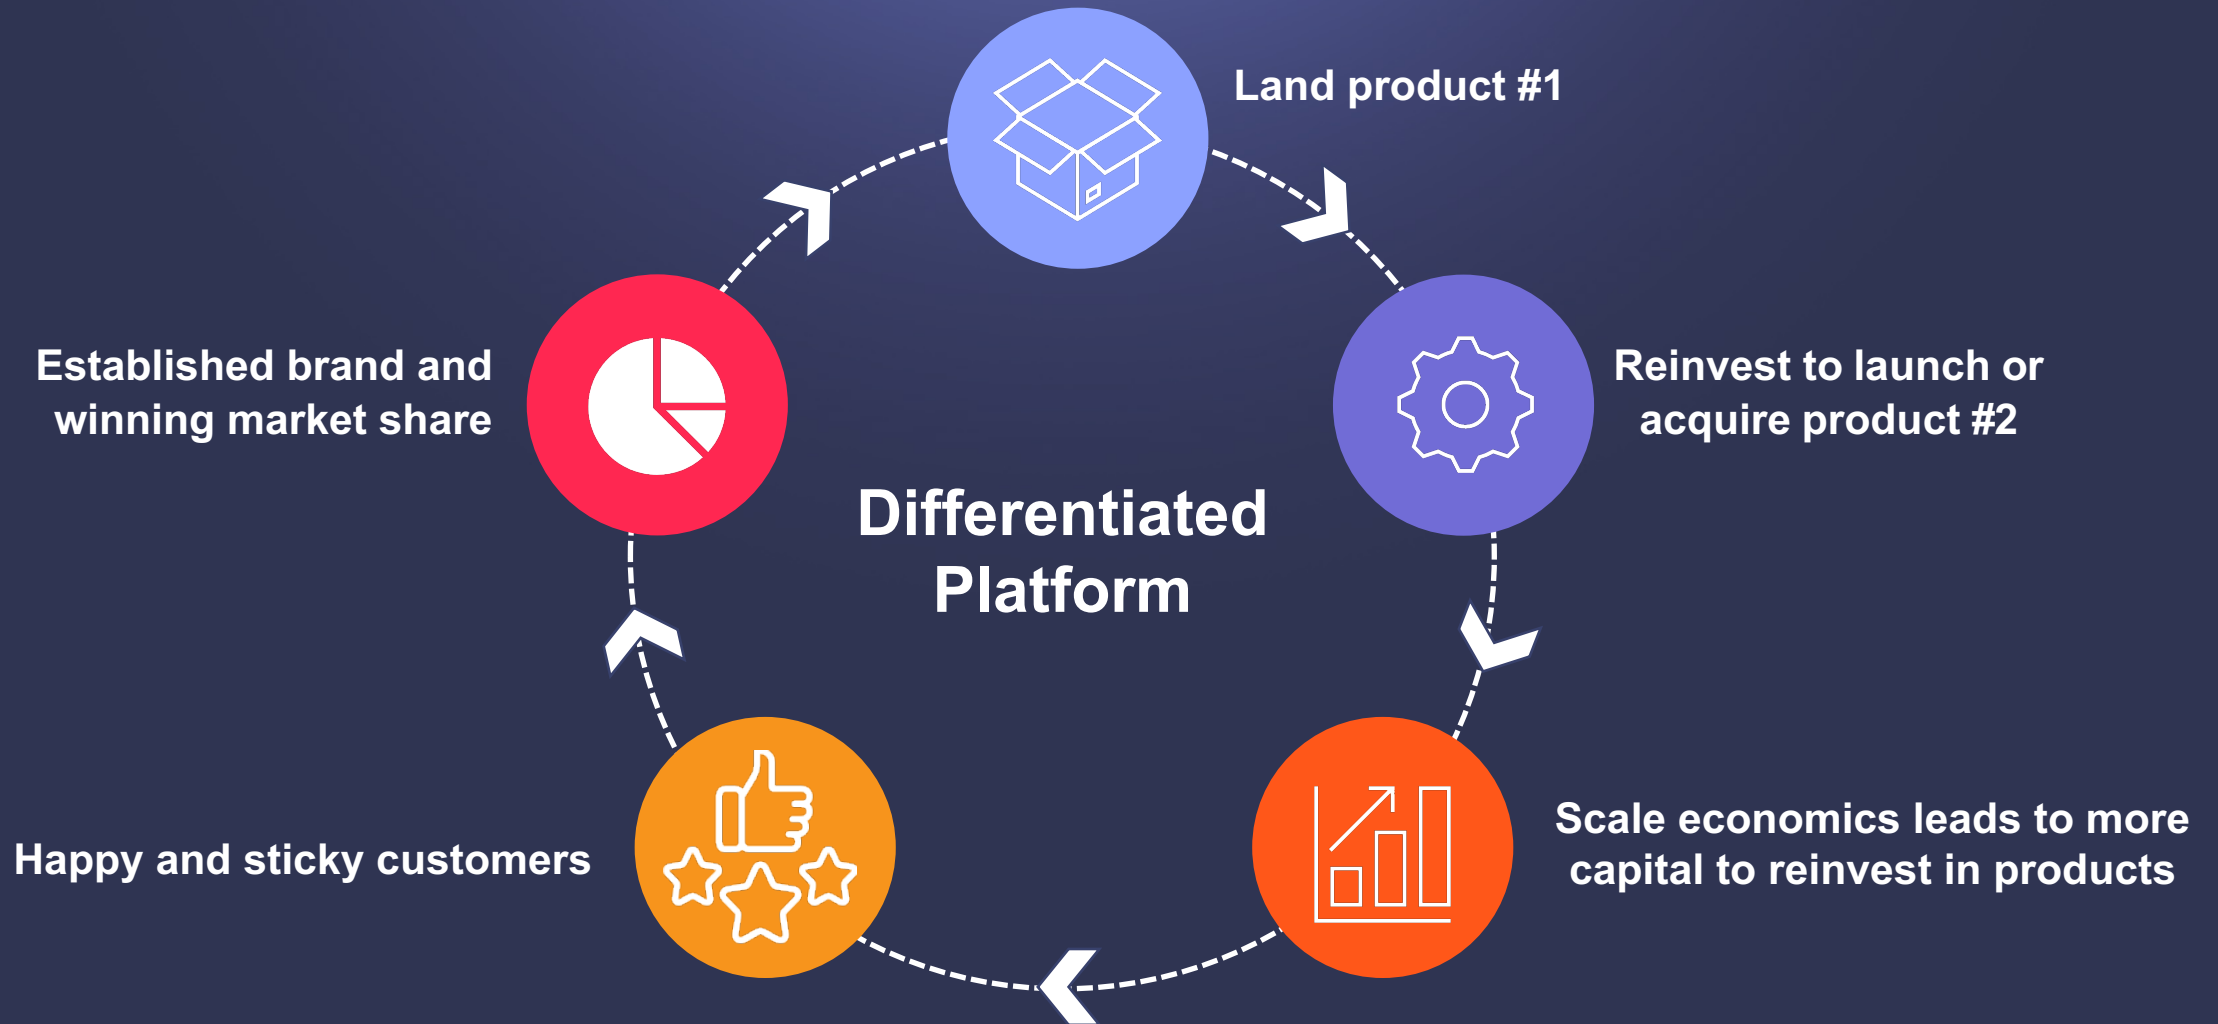 Land product #1
Reinvest to launch or
acquire product #2
Scale economics leads to more
capital to reinvest in products
Happy and sticky customers
Established brand and
winning market share
Differentiated
Platform